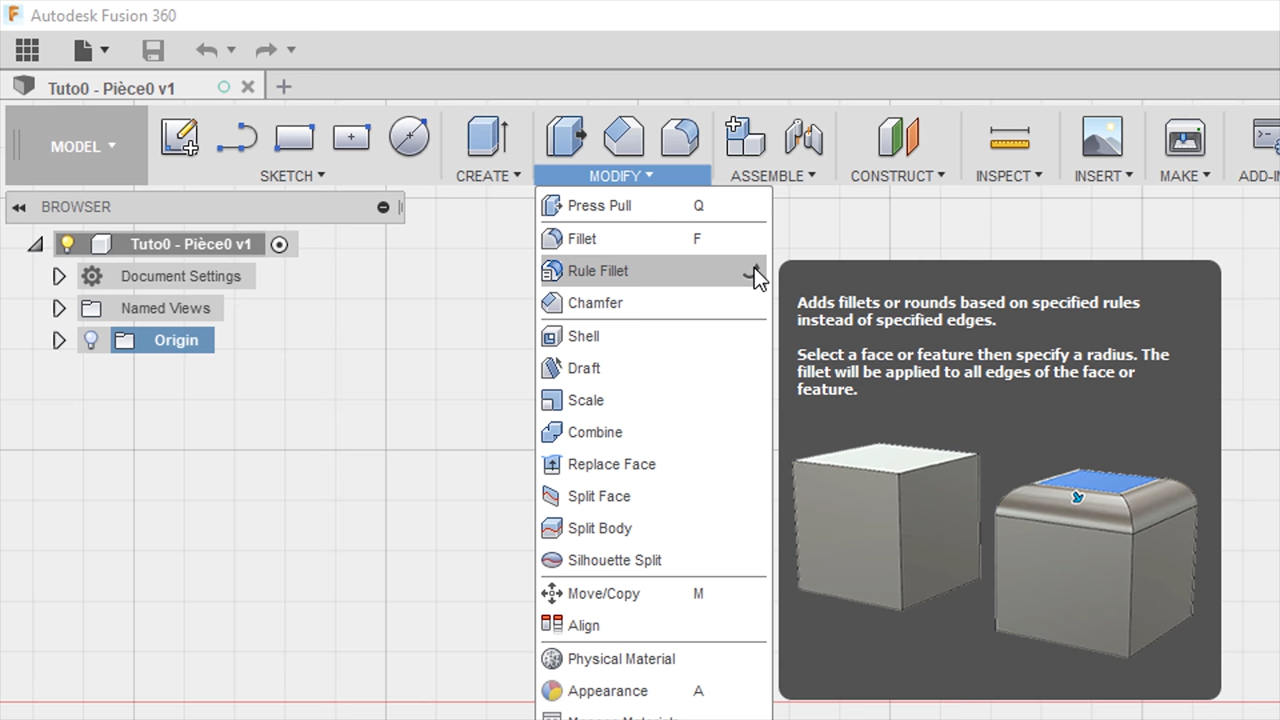 Autodesk Fusion 360
Tuto0 - Pièce0 v1
MODEL
SKETCH
CREATE
MODIFY
ASSEMBLE
CONSTRUCT
INSPECT
INSERT
MAKE
BROWSER
Tuto0 - Pièce0 v1
Document Settings
Named Views
Origin
Press Pull Q
Fillet F
Rule Fillet
Chamfer
Shell
Draft
Scale
Combine
Replace Face
Split Face
Split Body
Silhouette Split
Move/Copy M
Align
Physical Material
Appearance A
Adds fillets or rounds based on specified rules
instead of specified edges.
Select a face or feature then specify a radius. The
fillet will be applied to all edges of the face or
feature.